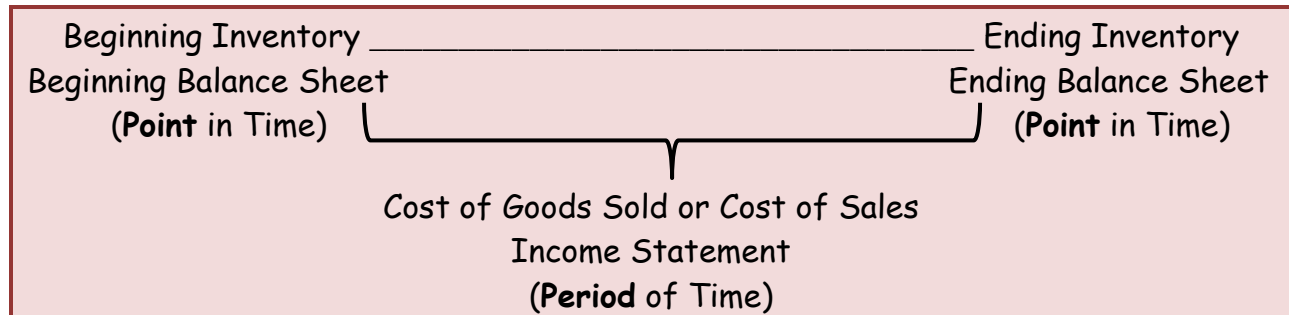 Beginning Inventory _________________________________ Ending Inventory
Beginning Balance Sheet Ending Balance Sheet
(Point in Time) (Point in Time)
Cost of Goods Sold or Cost of Sales
Income Statement
(Period of Time)